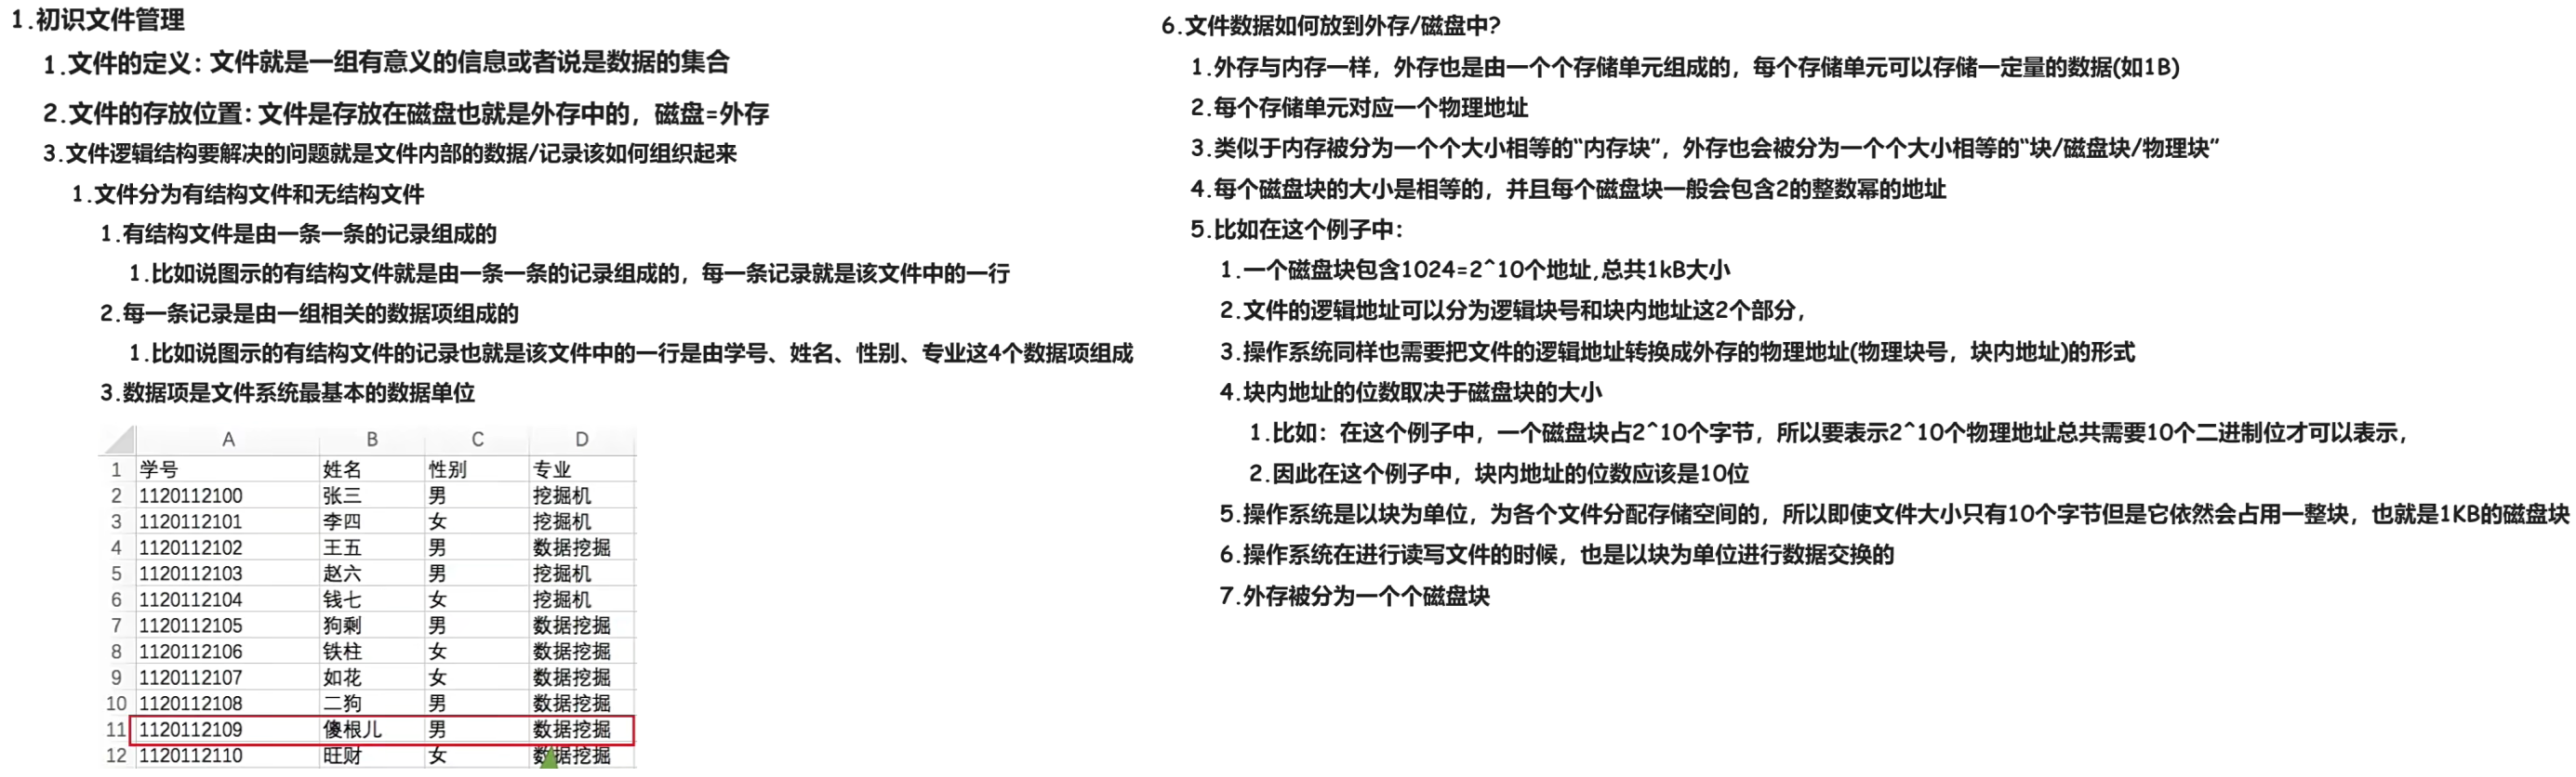 1.初识文件管理
1.文件的定义：文件就是一组有意义的信息或者说是数据的集合
2.文件的存放位置：文件是存放在磁盘也就是外存中的，磁盘=外存
3.文件逻辑结构要解决的问题就是文件内部的数据/记录该如何组织起来
1.文件分为有结构文件和无结构文件
1.有结构文件是由一条一条的记录组成的
1.比如说图示的有结构文件就是由一条一条的记录组成的，每一条记录就是该文件中的一行
2.每一条记录是由一组相关的数据项组成的
1.比如说图示的有结构文件的记录也就是该文件中的一行是由学号、姓名、性别、专业这4个数据项组成
3.数据项是文件系统最基本的数据单位
A B C D
1 学号 姓名 性别 专业
2 1120112100 张三 男 挖掘机
3 1120112101 李四 女 挖掘机
4 1120112102 王五 男 数据挖掘
5 1120112103 赵六 男 挖掘机
6 1120112104 钱七 女 挖掘机
7 1120112105 狗剩 男 数据挖掘
8 1120112106 铁柱 女 数据挖掘
9 1120112107 如花 女 数据挖掘
10 1120112108 二狗 男 数据挖掘
11 1120112109 傻根儿 男 数据挖掘
12 1120112110 旺财 女 数据挖掘
6.文件数据如何放到外存/磁盘中?
1.外存与内存一样，外存也是由一个个存储单元组成的，每个存储单元可以存储一定量的数据(如1B)
2.每个存储单元对应一个物理地址
3.类似于内存被分为一个个大小相等的“内存块”，外存也会被分为一个个大小相等的“块/磁盘块/物理块”
4.每个磁盘块的大小是相等的，并且每个磁盘块一般会包含2的整数幂的地址
5.比如在这个例子中：
1.一个磁盘块包含1024=2^10个地址,总共1kB大小
2.文件的逻辑地址可以分为逻辑块号和块内地址这2个部分，
3.操作系统同样也需要把文件的逻辑地址转换成外存的物理地址(物理块号，块内地址)的形式
4.块内地址的位数取决于磁盘块的大小
1.比如：在这个例子中，一个磁盘块占2^10个字节，所以要表示2^10个物理地址总共需要10个二进制位才可以表示，
2.因此在这个例子中，块内地址的位数应该是10位
5.操作系统是以块为单位，为各个文件分配存储空间的，所以即使文件大小只有10个字节但是它依然会占用一整块，也就是1KB的磁盘块
6.操作系统在进行读写文件的时候，也是以块为单位进行数据交换的
7.外存被分为一个个磁盘块